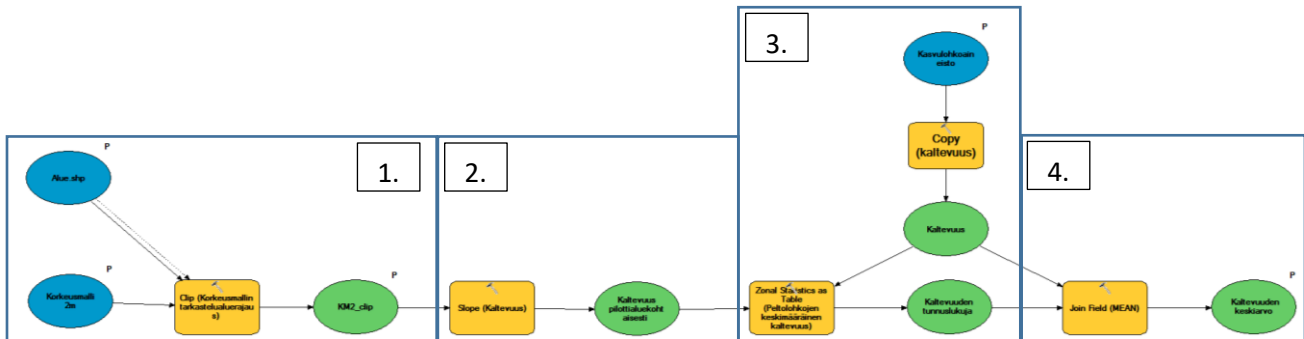 1.
P
Alue.shp
P
Korkeusmalli
2m
Clip (Korkeusmallin
tarkastelualuerajau
s)
P
KM2_clip
2.
Slope (Kaltevuus)
Kaltevuus
pilottialuekoht
aisesti
3.
P
Kasvulohkoain
eisto
Copy
(kaltevuus)
Kaltevuus
Zonal Statistics as
Table
(Peltolohkojen
keskimääräinen
kaltevuus)
Kaltevuuden
tunnuslukuja
4.
Join Field (MEAN)
P
Kaltevuuden
keskiarvo